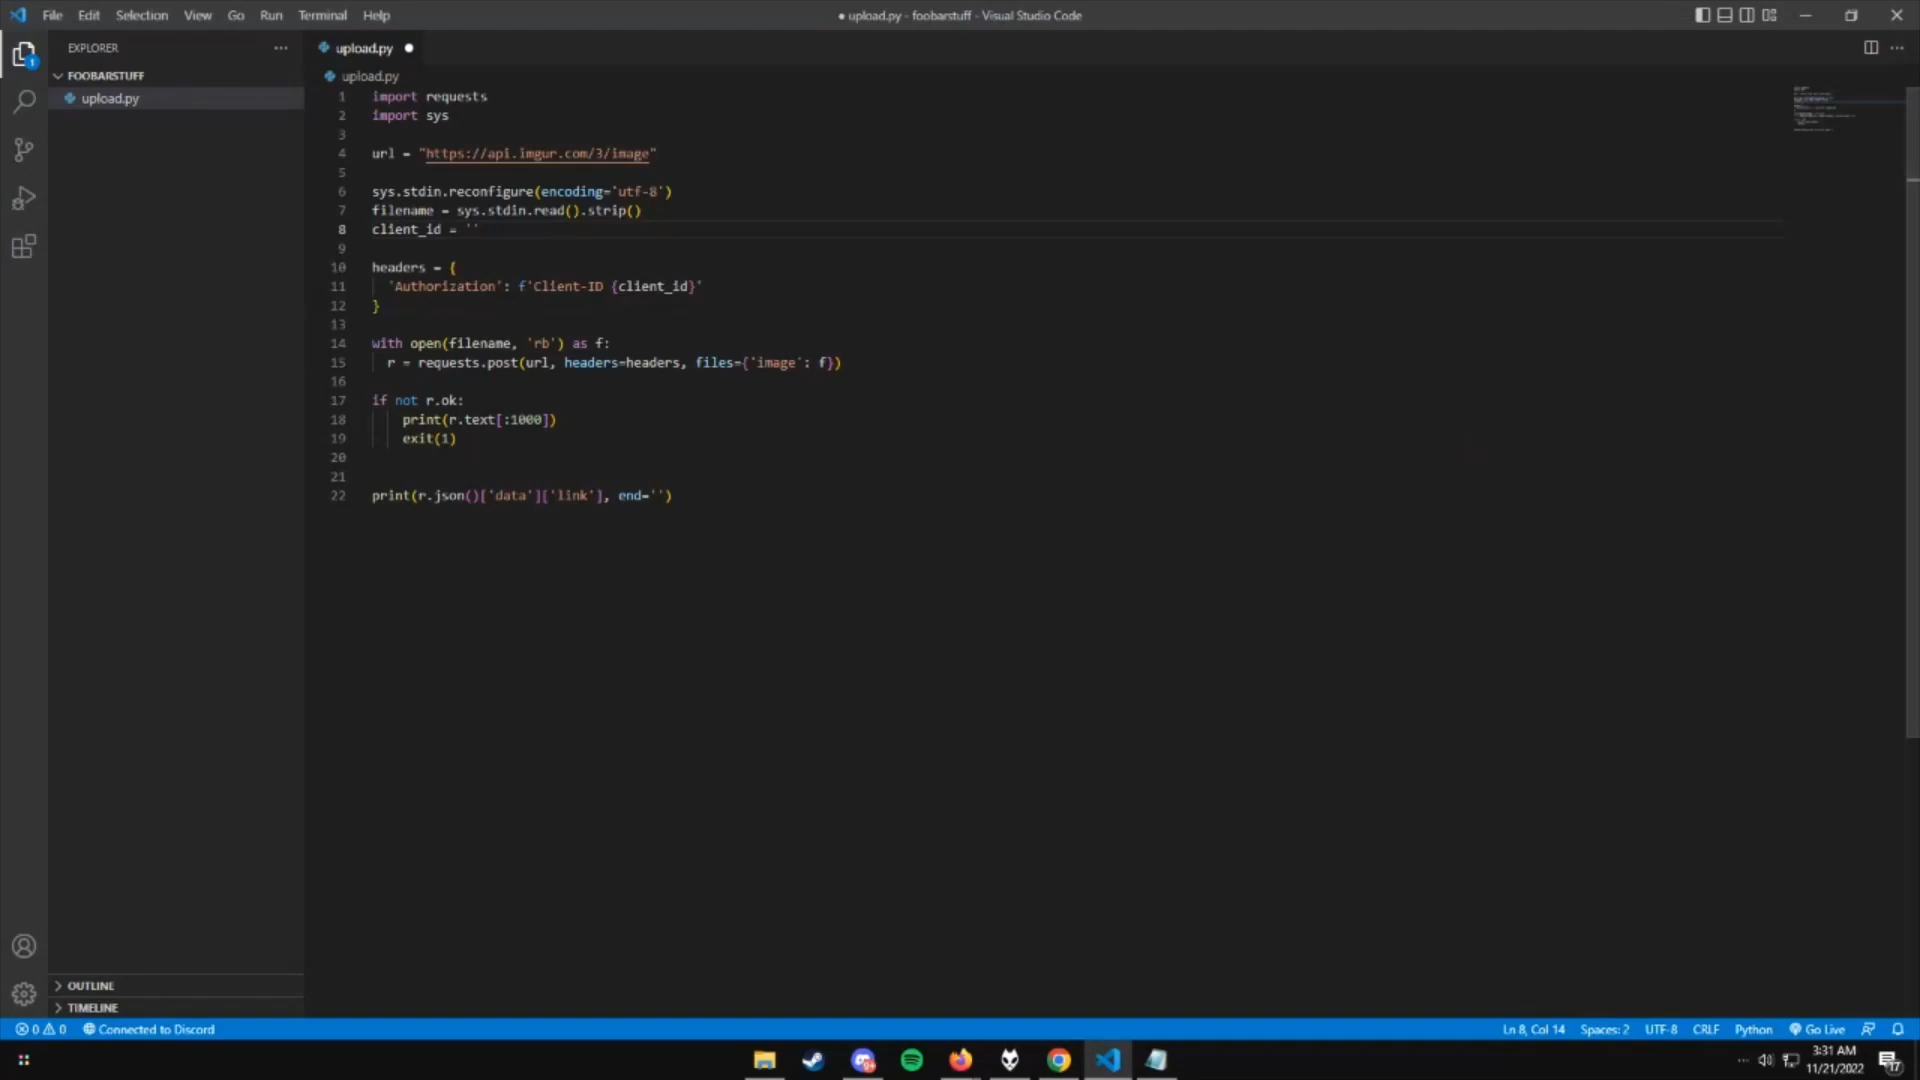 File Edit Selection View Go Run Terminal Help
● upload.py - foobarstuff - Visual Studio Code
EXPLORER
upload.py
1
FOOBARSTUFF
upload.py
upload.py
1 import requests
2 import sys
3
4 url = "https://api.imgur.com/3/image"
5
6 sys.stdin.reconfigure(encoding='utf-8')
7 filename = sys.stdin.read().strip()
8 client_id = ''
9
10 headers = {
11 'Authorization': f'Client-ID {client_id}'
12 }
13
14 with open(filename, 'rb') as f:
15 r = requests.post(url, headers=headers, files={'image': f})
16
17 if not r.ok:
18 print(r.text[:1000])
19 exit(1)
20
21
22 print(r.json()['data']['link'], end='')
OUTLINE
TIMELINE
0 0 Connected to Discord
Ln 8, Col 14 Spaces: 2 UTF-8 CRLF Python Go Live
3:31 AM
11/21/2022
17